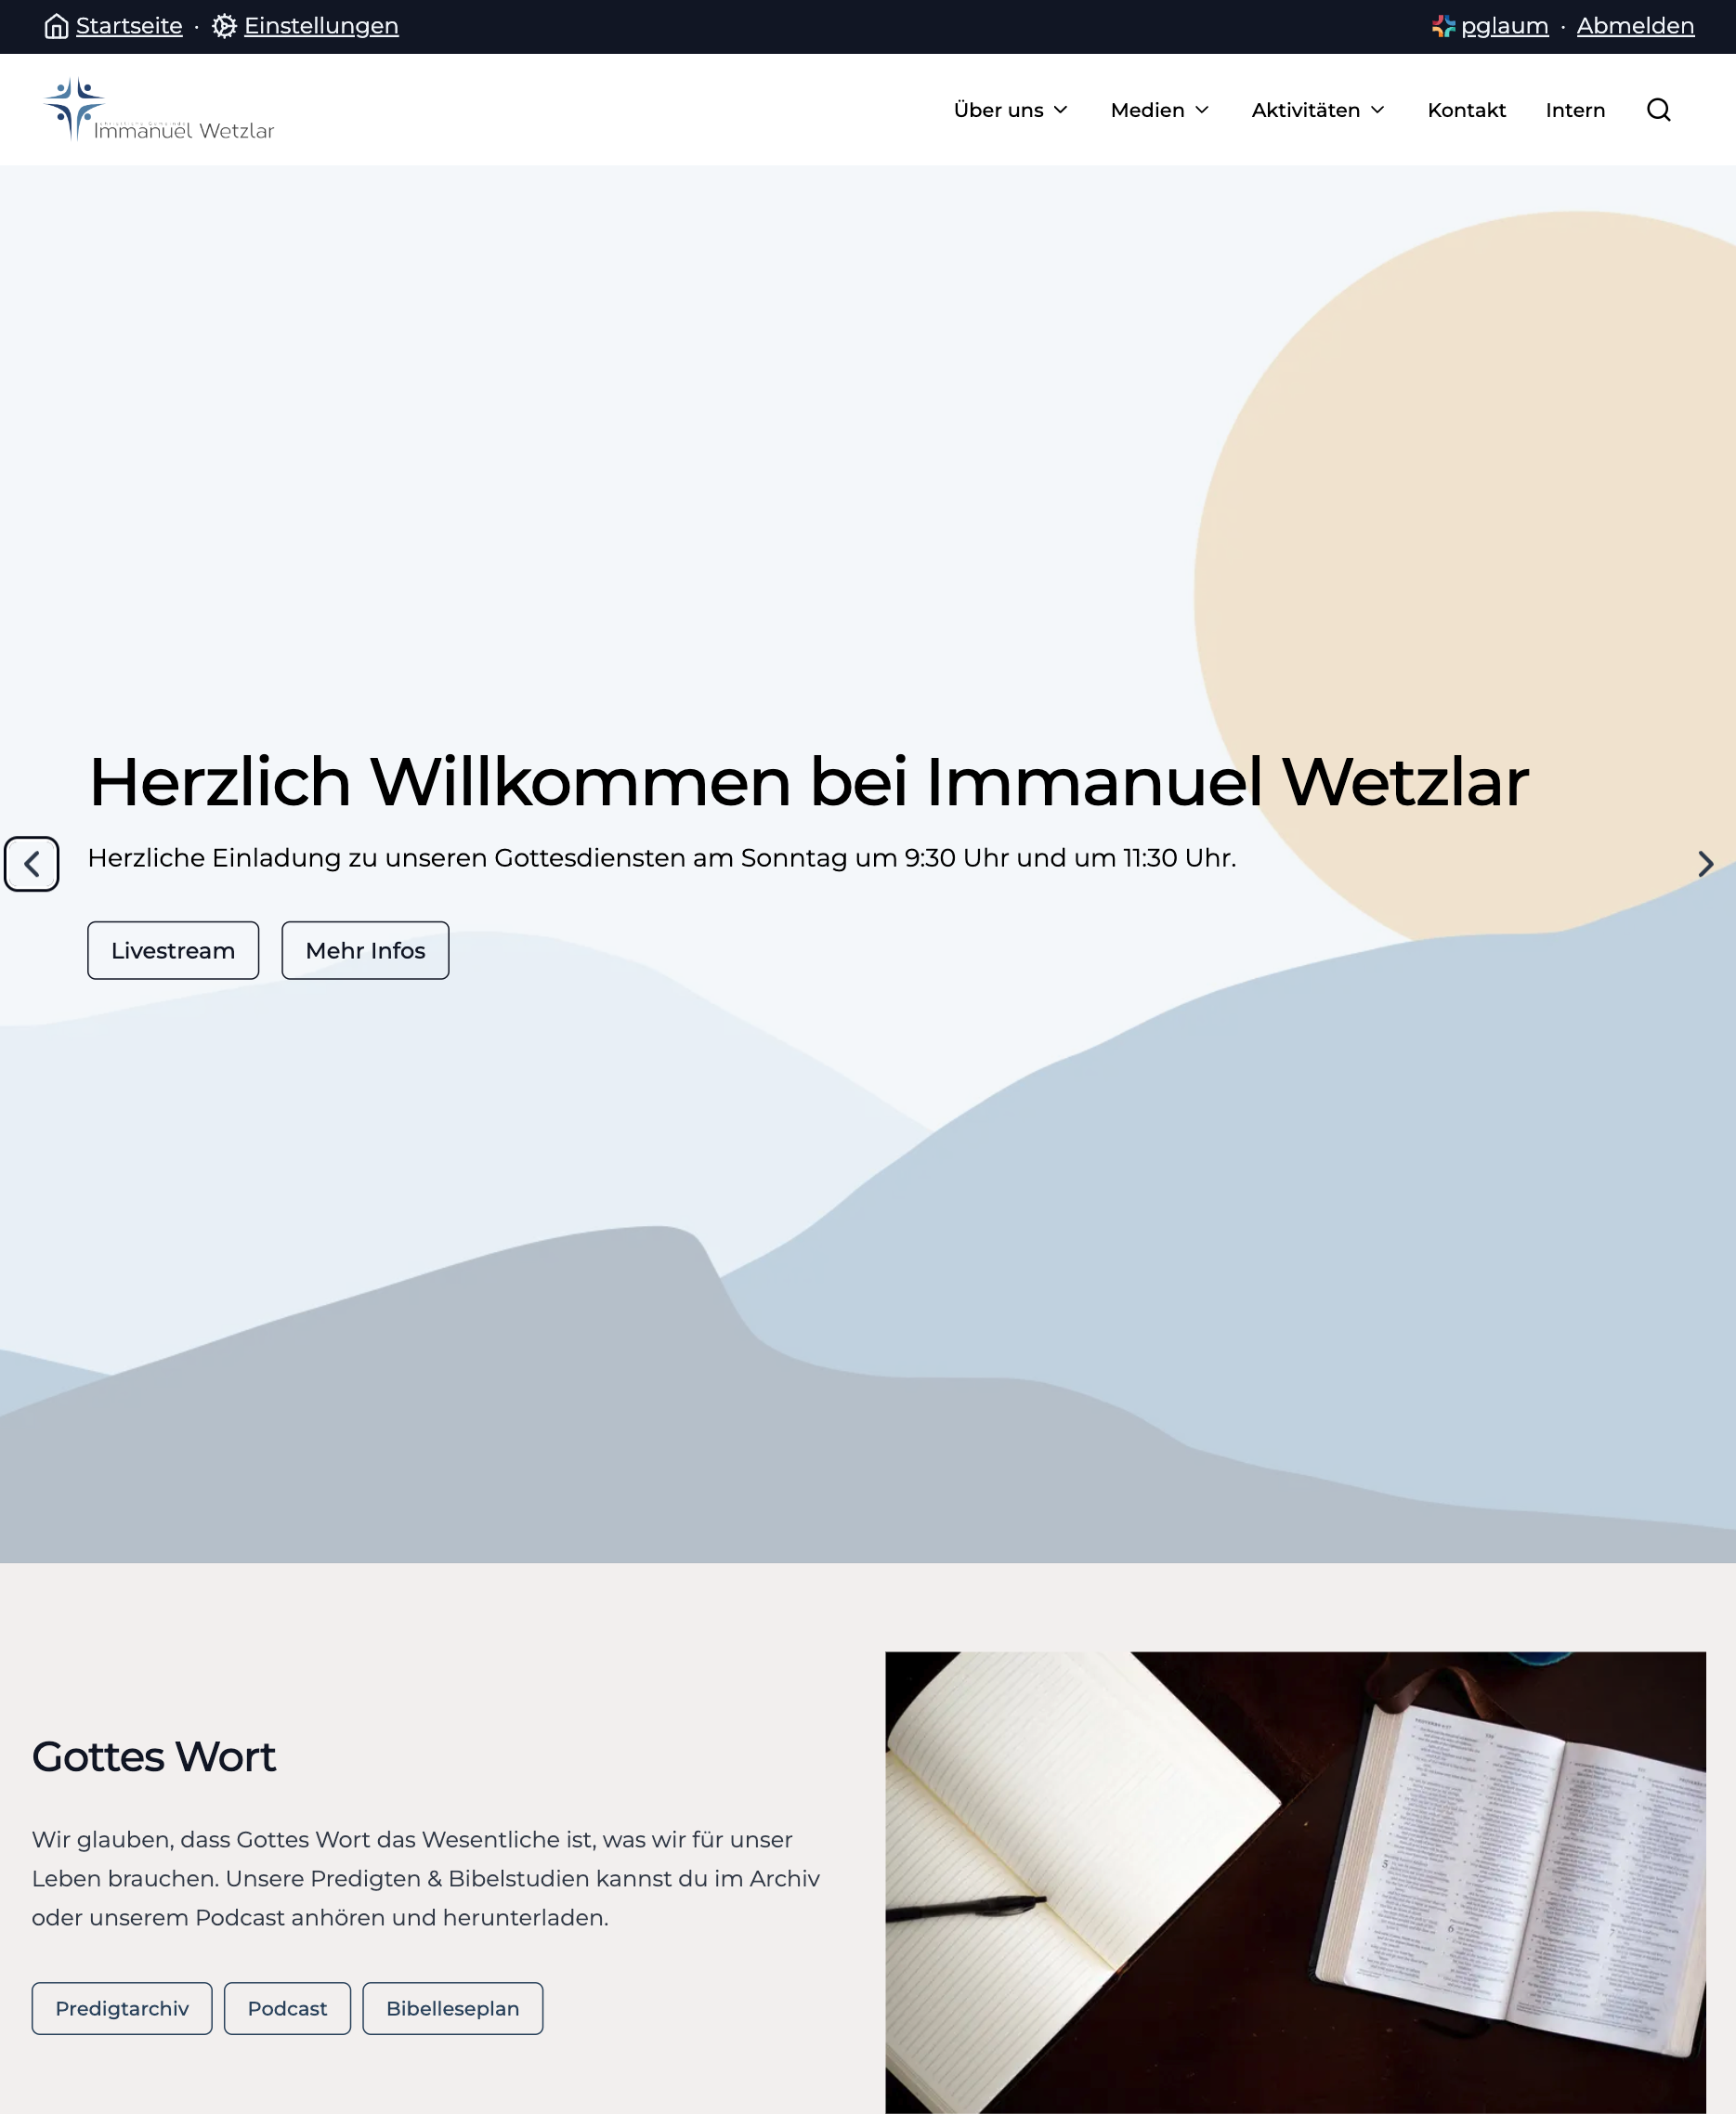 Startseite · Einstellungen
pglaum · Abmelden
Immanuel Wetzlar
Über uns
Medien
Aktivitäten
Kontakt
Intern
Herzlich Willkommen bei Immanuel Wetzlar
Herzliche Einladung zu unseren Gottesdiensten am Sonntag um 9:30 Uhr und um 11:30 Uhr.
Livestream
Mehr Infos
Gottes Wort
Wir glauben, dass Gottes Wort das Wesentliche ist, was wir für unser
Leben brauchen. Unsere Predigten & Bibelstudien kannst du im Archiv
oder unserem Podcast anhören und herunterladen.
Predigtarchiv
Podcast
Bibelleseplan